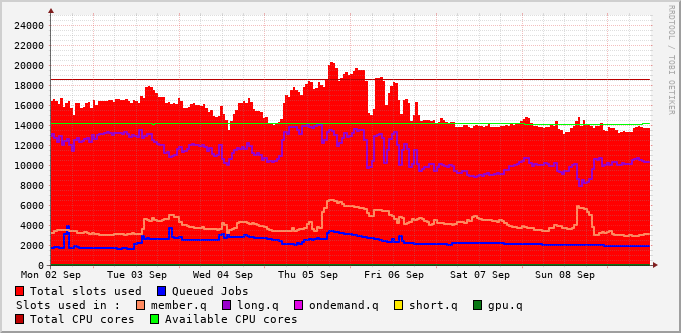 24000
22000
20000
18000
16000
14000
12000
10000
8000
6000
4000
2000
0
Mon 02 Sep Tue 03 Sep Wed 04 Sep Thu 05 Sep Fri 06 Sep Sat 07 Sep Sun 08 Sep
Total slots used Queued Jobs
Slots used in : member.q long.q ondemand.q short.q gpu.q
Total CPU cores Available CPU cores
RRDTOOL / TOBI OETIKER